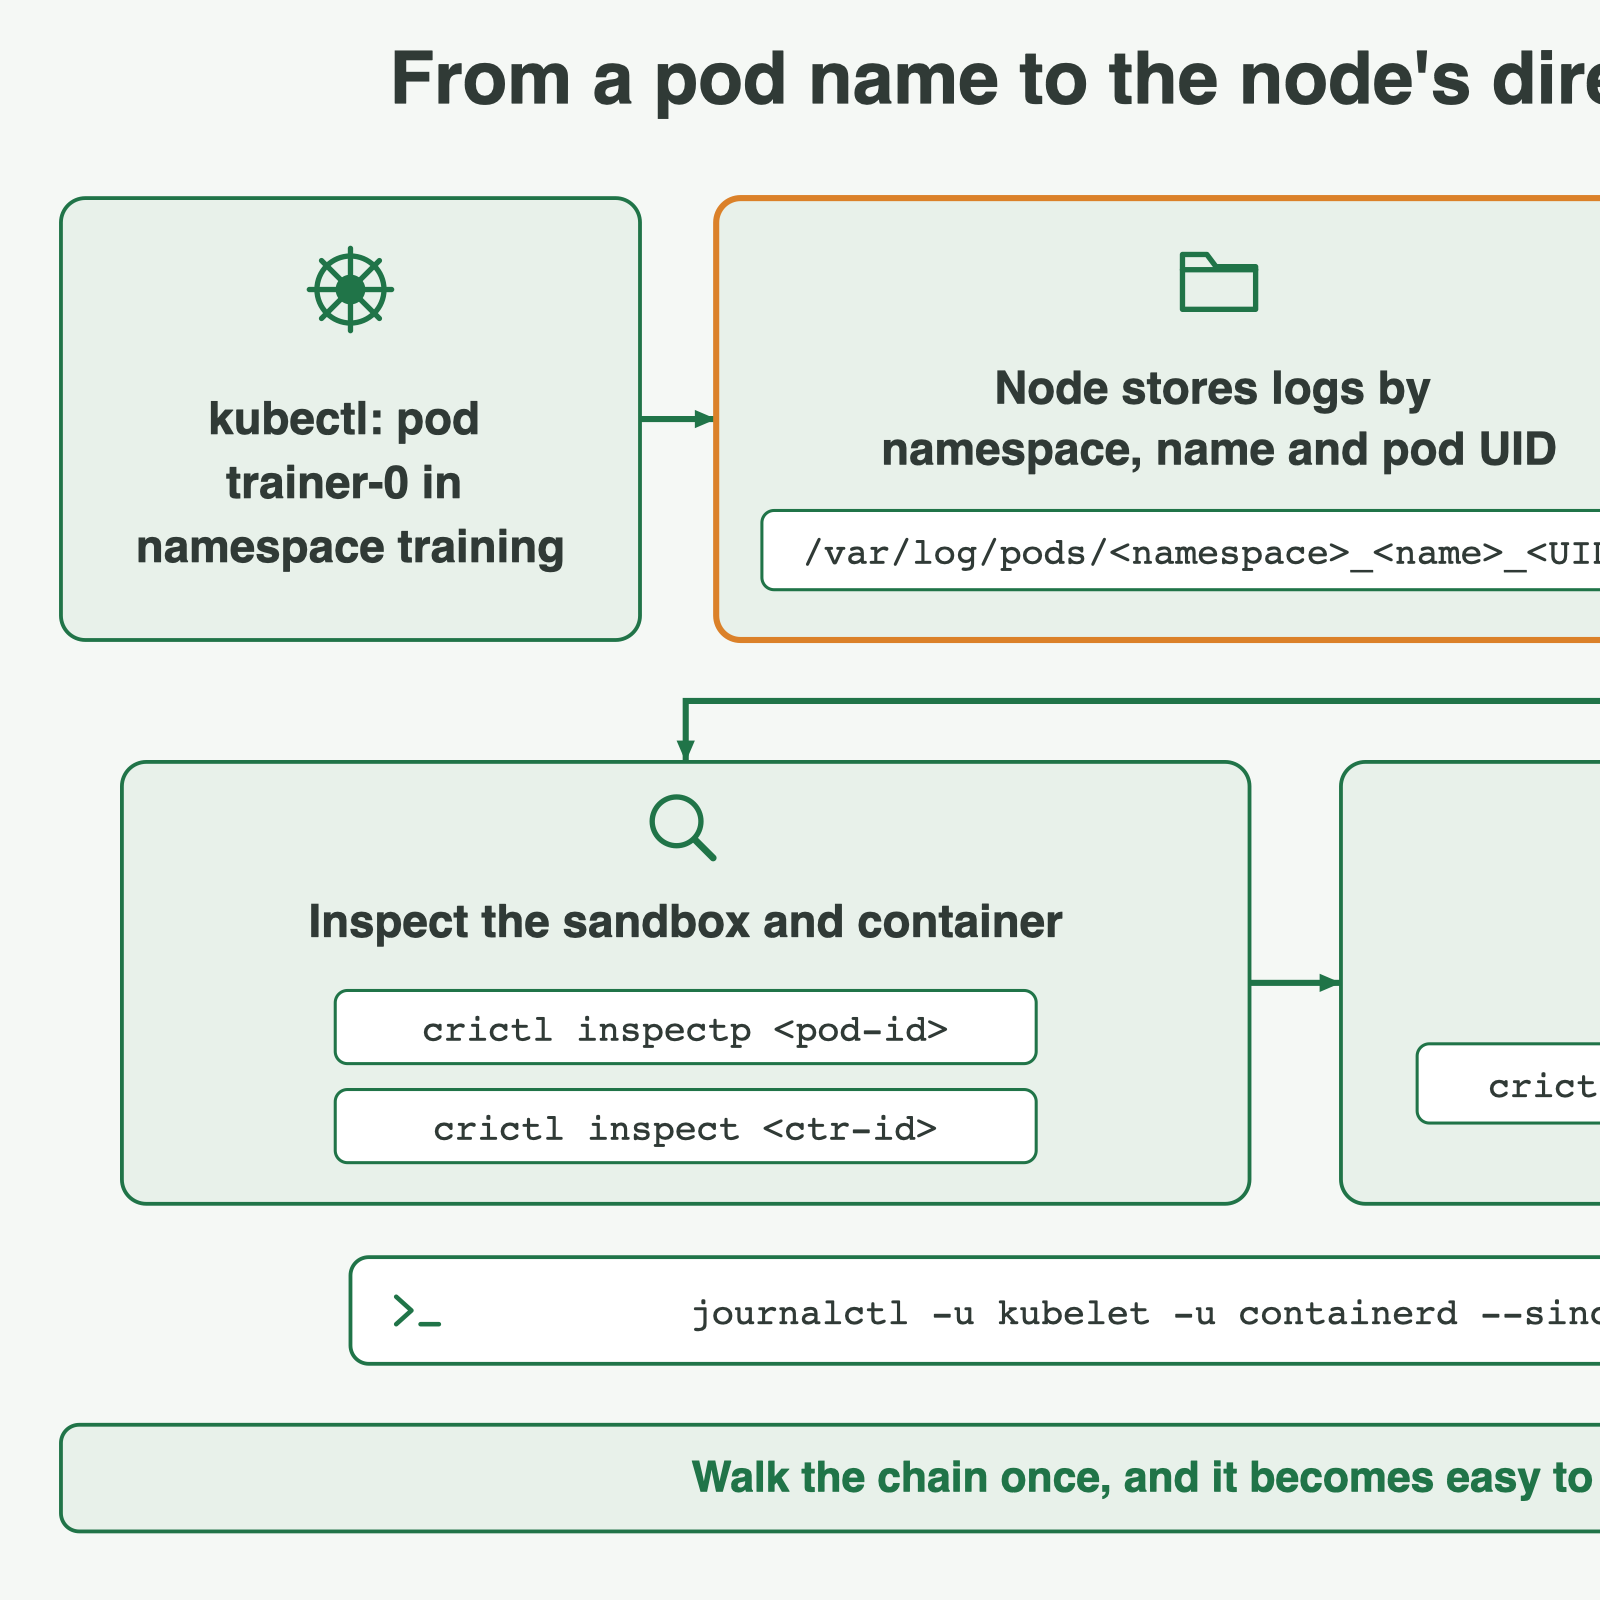 From a pod name to the node's
kubectl: pod
trainer-0 in
namespace training
Node stores logs by
namespace, name and pod UID
/var/log/pods/<namespace>_<name>_<UI
Inspect the sandbox and container
crictl inspectp <pod-id>
crictl inspect <ctr-id>
crict
>_ journalctl -u kubelet -u containerd --sinc
Walk the chain once, and it becomes easy to